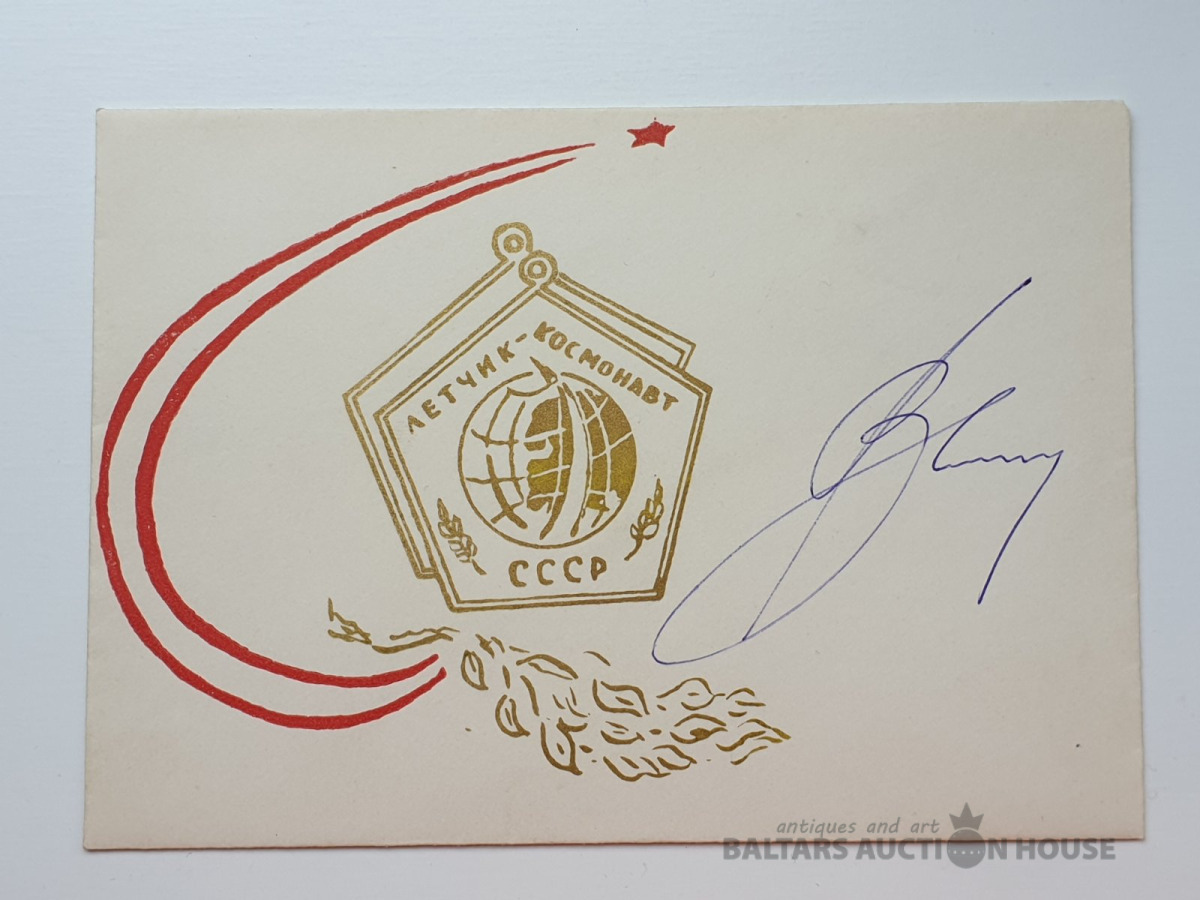 ЛЕТЧИК-КОСМОНАВТ
СССР
antiques and art
BALTARS AUCTION HOUSE